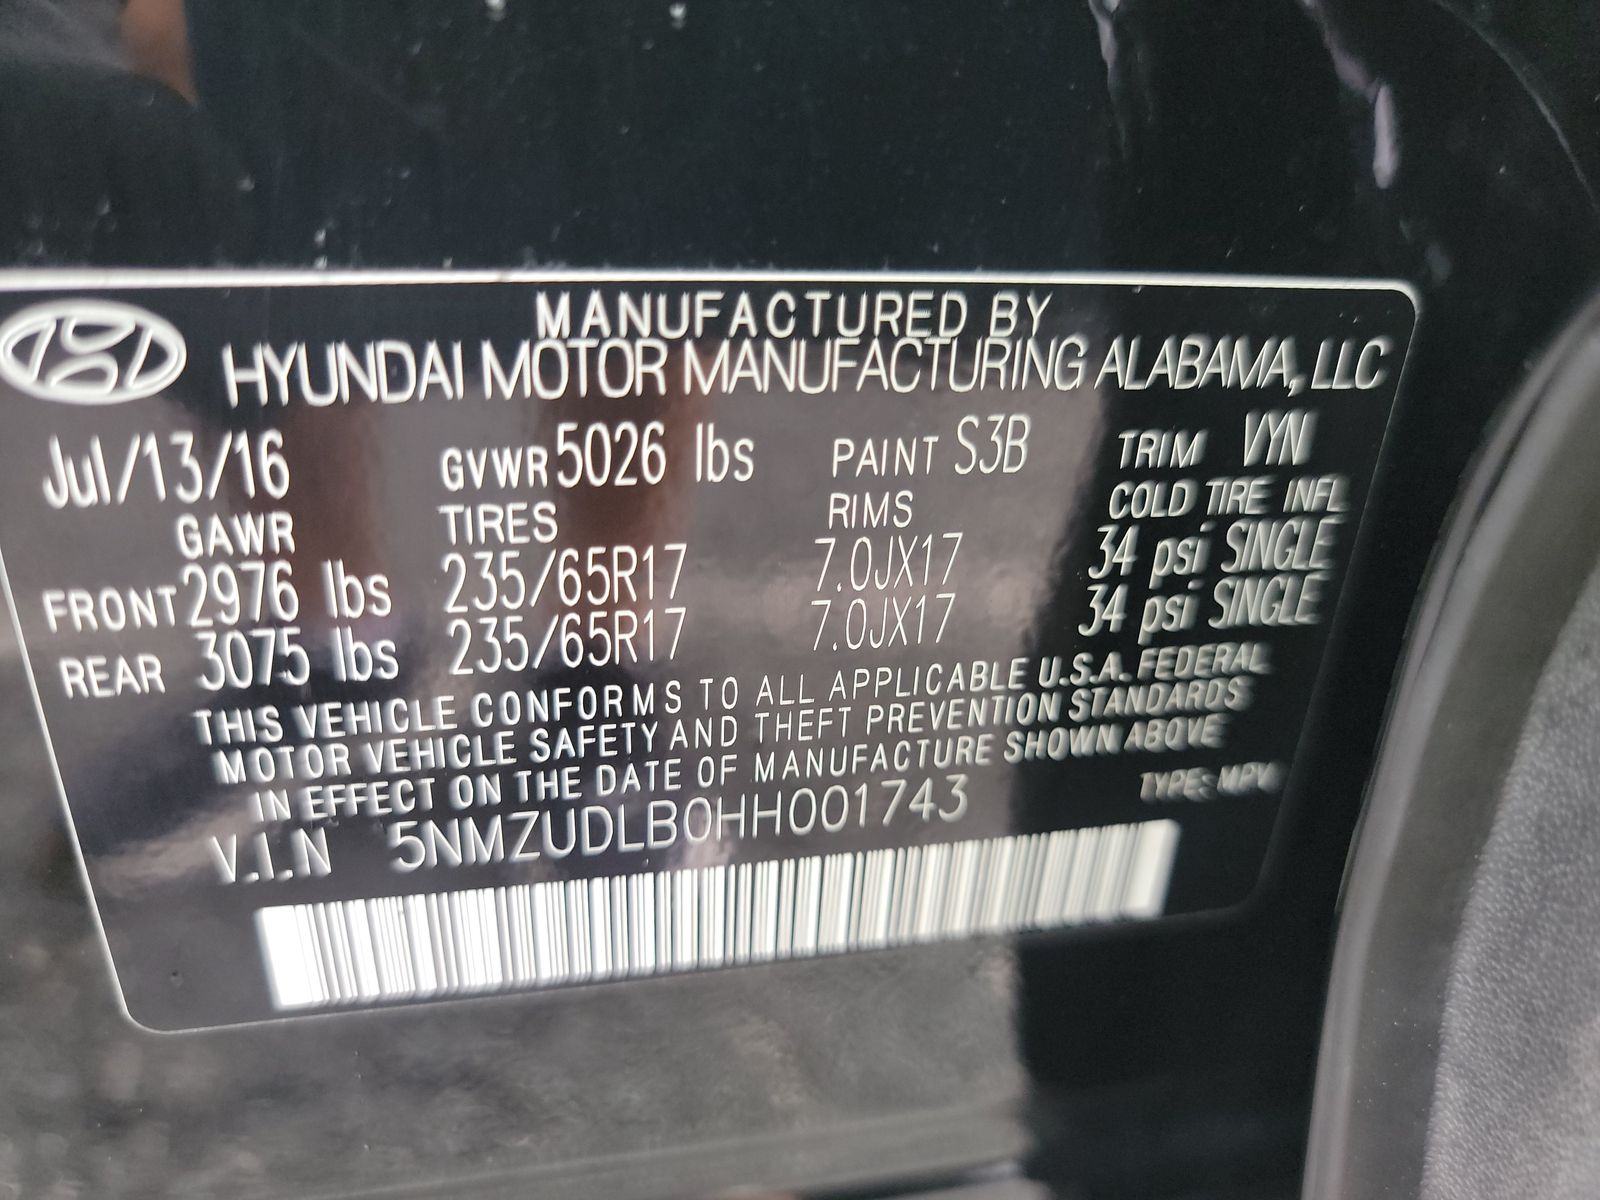 MANUFACTURED BY
HYUNDAI MOTOR MANUFACTURING ALABAMA, LLC
Jul/13/16 GVWR 5026 lbs PAINT S3B TRIM VYN
GAWR TIRES RIMS COLD TIRE INFL
FRONT 2976 lbs 235/65R17 7.0JX17 34 psi SINGLE
REAR 3075 lbs 235/65R17 7.0JX17 34 psi SINGLE
THIS VEHICLE CONFORMS TO ALL APPLICABLE U.S.A. FEDERAL
MOTOR VEHICLE SAFETY AND THEFT PREVENTION STANDARDS
IN EFFECT ON THE DATE OF MANUFACTURE SHOWN ABOVE
V.I.N 5NMZUDLB0HH001743 TYPE: MPV